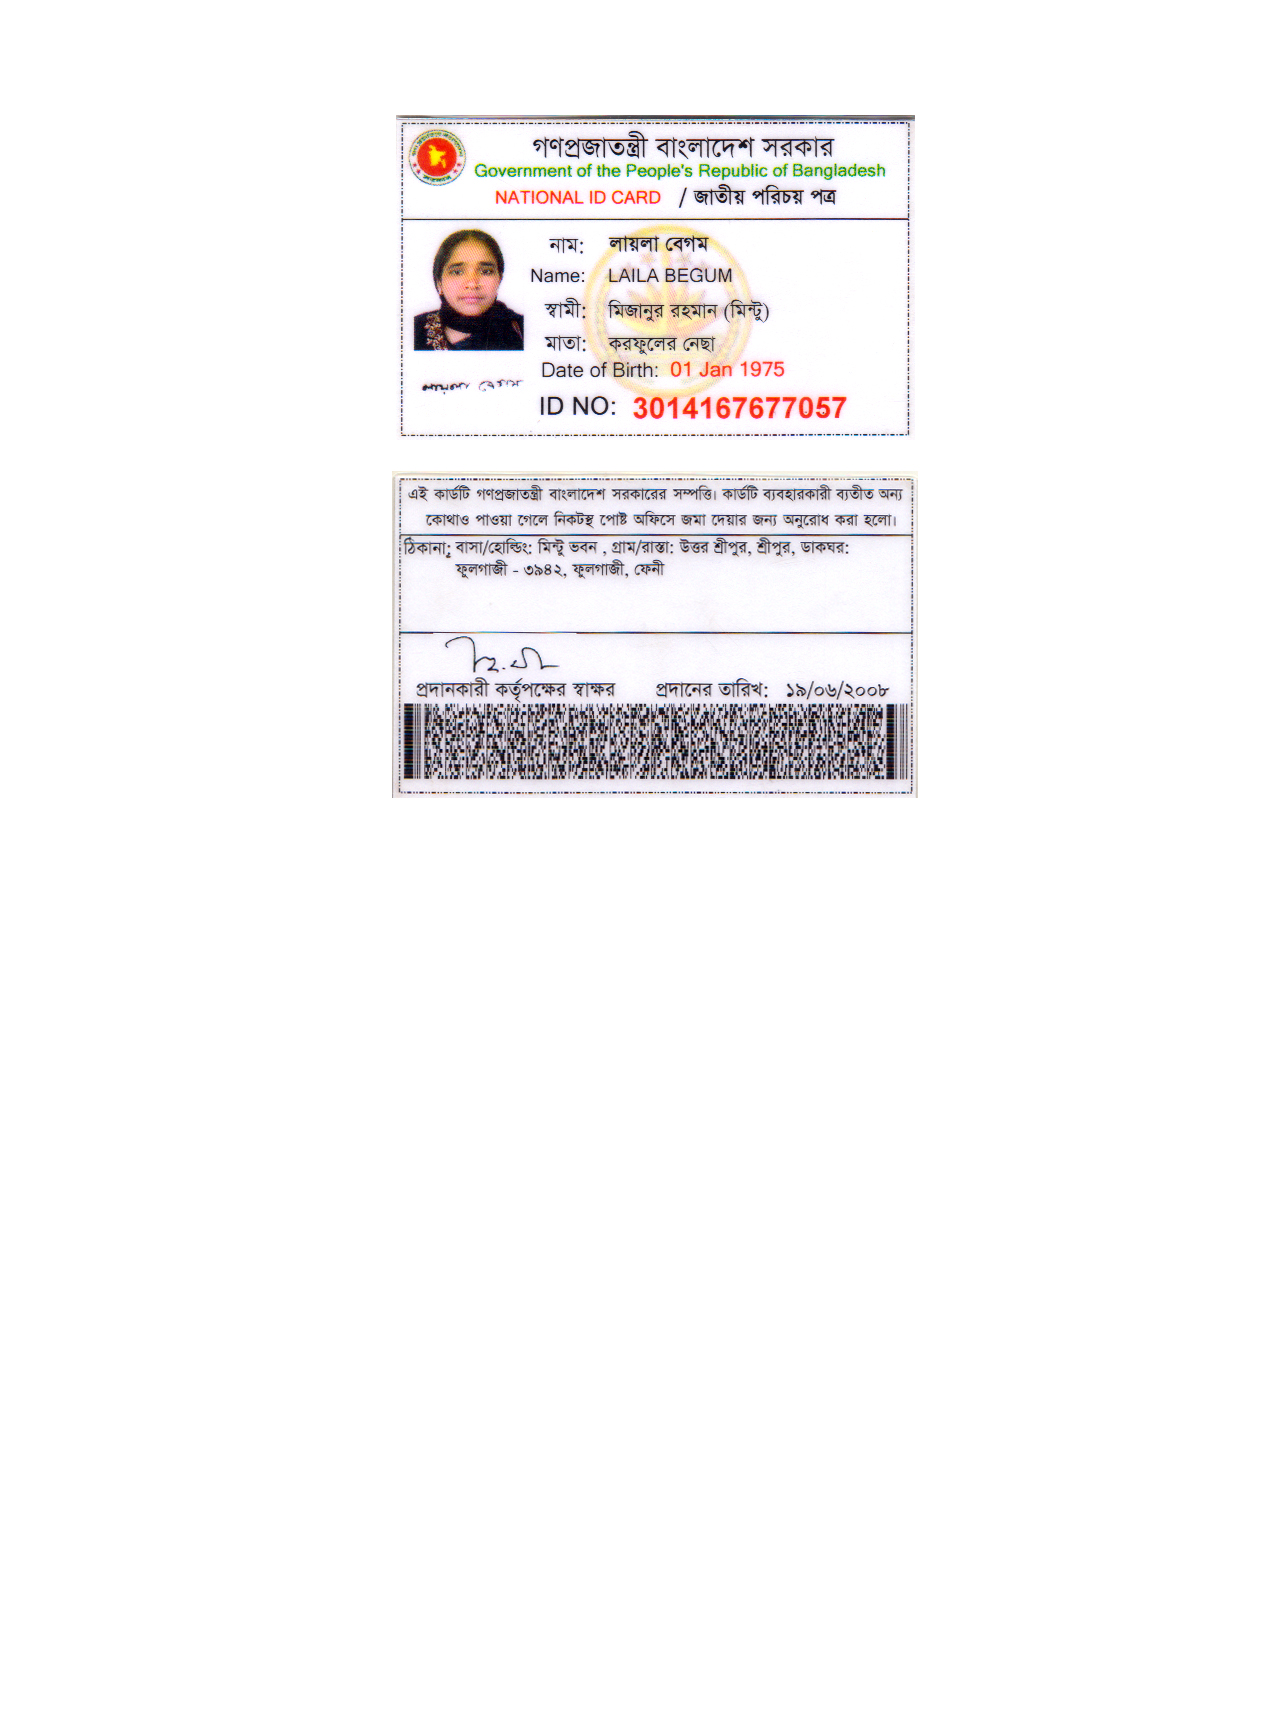 গণপ্রজাতন্ত্রী বাংলাদেশ সরকার
Government of the People's Republic of Bangladesh
NATIONAL ID CARD / জাতীয় পরিচয় পত্র
নাম: লায়লা বেগম
Name: LAILA BEGUM
স্বামী: মিজানুর রহমান (মিন্টু)
মাতা: করফুলের নেছা
Date of Birth: 01 Jan 1975
লায়লা বেগম
ID NO: 3014167677057
এই কার্ডটি গণপ্রজাতন্ত্রী বাংলাদেশ সরকারের সম্পত্তি। কার্ডটি ব্যবহারকারী ব্যতীত অন্য
কোথাও পাওয়া গেলে নিকটস্থ পোষ্ট অফিসে জমা দেয়ার জন্য অনুরোধ করা হলো।
ঠিকানা: বাসা/হোল্ডিং: মিন্টু ভবন , গ্রাম/রাস্তা: উত্তর শ্রীপুর, শ্রীপুর, ডাকঘর:
ফুলগাজী - ৩৯৪২, ফুলগাজী, ফেনী
প্রদানকারী কর্তৃপক্ষের স্বাক্ষর প্রদানের তারিখ: ১৯/০৬/২০০৮